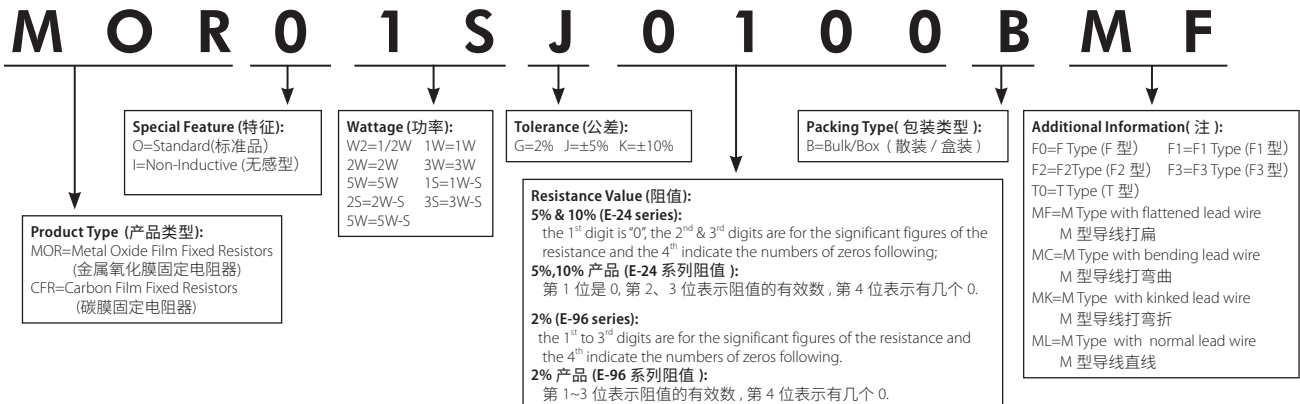 MOR01SJ0100BMF
Special Feature (特征):
O=Standard(标准品)
I=Non-Inductive (无感型)
Wattage (功率):
W2=1/2W 1W=1W
2W=2W 3W=3W
5W=5W 1S=1W-S
2S=2W-S 3S=3W-S
5W=5W-S
Tolerance (公差):
G=2% J=±5% K=±10%
Packing Type( 包装类型 ):
B=Bulk/Box ( 散装 / 盒装 )
Additional Information( 注 ):
F0=F Type (F 型) F1=F1 Type (F1 型)
F2=F2Type (F2 型) F3=F3 Type (F3 型)
T0=T Type (T 型)
MF=M Type with flattened lead wire
M 型导线打扁
MC=M Type with bending lead wire
M 型导线打弯曲
MK=M Type with kinked lead wire
M 型导线打弯折
ML=M Type with normal lead wire
M 型导线直线
Product Type (产品类型):
MOR=Metal Oxide Film Fixed Resistors
(金属氧化膜固定电阻器)
CFR=Carbon Film Fixed Resistors
(碳膜固定电阻器)
Resistance Value (阻值):
5% & 10% (E-24 series):
the 1st digit is "0", the 2nd & 3rd digits are for the significant figures of the
resistance and the 4th indicate the numbers of zeros following;
5%,10% 产品 (E-24 系列阻值 ):
第 1 位是 0, 第 2、3 位表示阻值的有效数 , 第 4 位表示有几个 0.
2% (E-96 series):
the 1st to 3rd digits are for the significant figures of the resistance and
the 4th indicate the numbers of zeros following.
2% 产品 (E-96 系列阻值 ):
第 1~3 位表示阻值的有效数 , 第 4 位表示有几个 0.